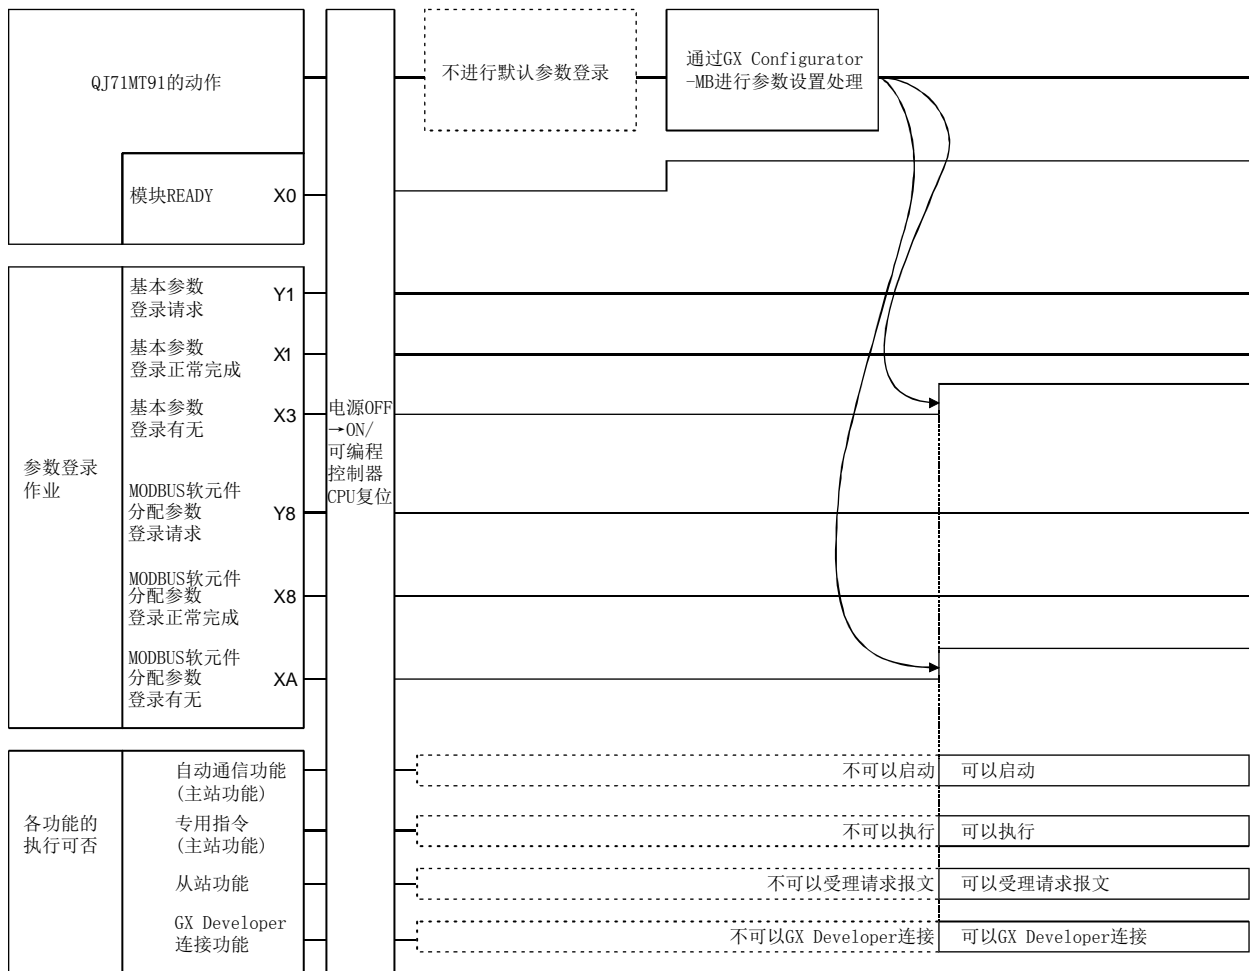 QJ71MT91的动作
不进行默认参数登录
通过GX Configurator
-MB进行参数设置处理
模块READY X0
参数登录
作业
基本参数
登录请求
Y1
基本参数
登录正常完成
X1
基本参数
登录有无
X3
MODBUS软元件
分配参数
登录请求
Y8
MODBUS软元件
分配参数
登录正常完成
X8
MODBUS软元件
分配参数
登录有无
XA
电源OFF
→ON/
可编程
控制器
CPU复位
各功能的
执行可否
自动通信功能
(主站功能)
不可以启动 可以启动
专用指令
(主站功能)
不可以执行 可以执行
从站功能
不可以受理请求报文 可以受理请求报文
GX Developer
连接功能
不可以GX Developer连接 可以GX Developer连接